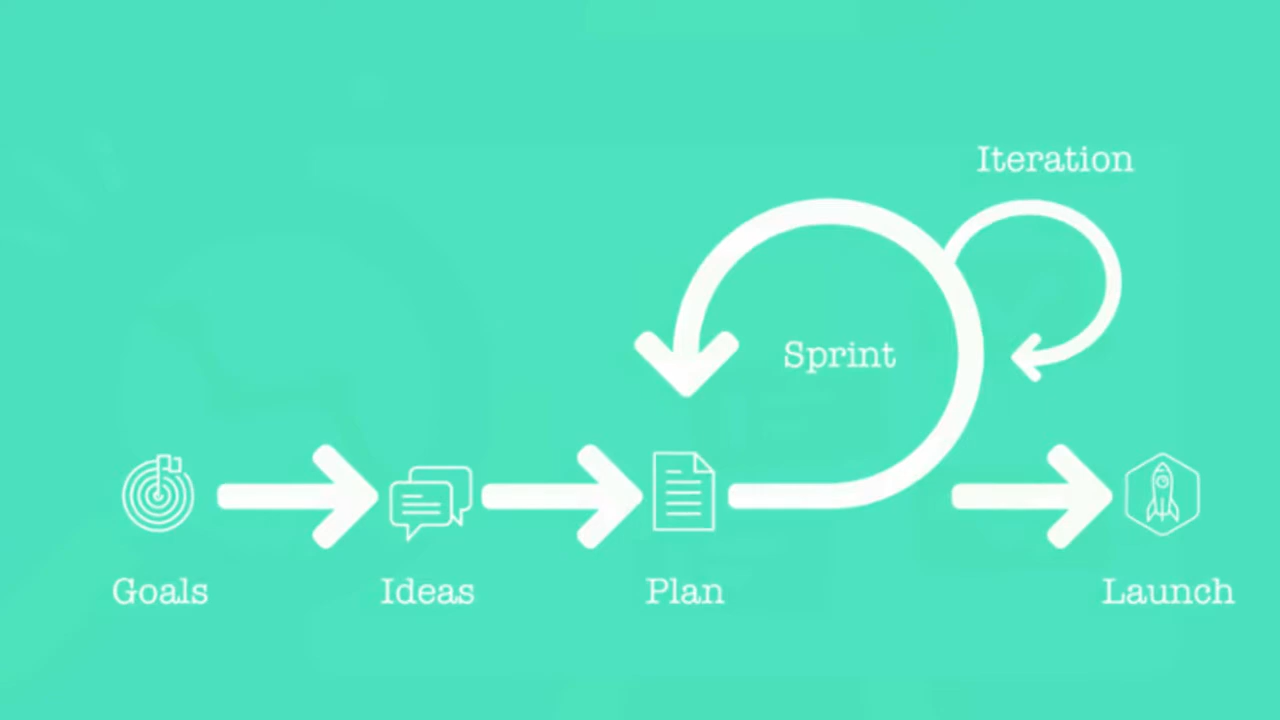 Iteration
Sprint
Goals
Ideas
Plan
Launch